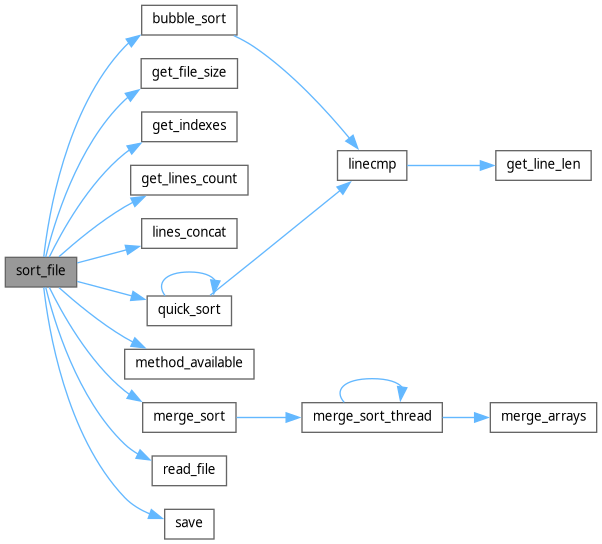 sort_file
bubble_sort
get_file_size
get_indexes
get_lines_count
lines_concat
quick_sort
method_available
merge_sort
read_file
save
linecmp
merge_sort_thread
get_line_len
merge_arrays